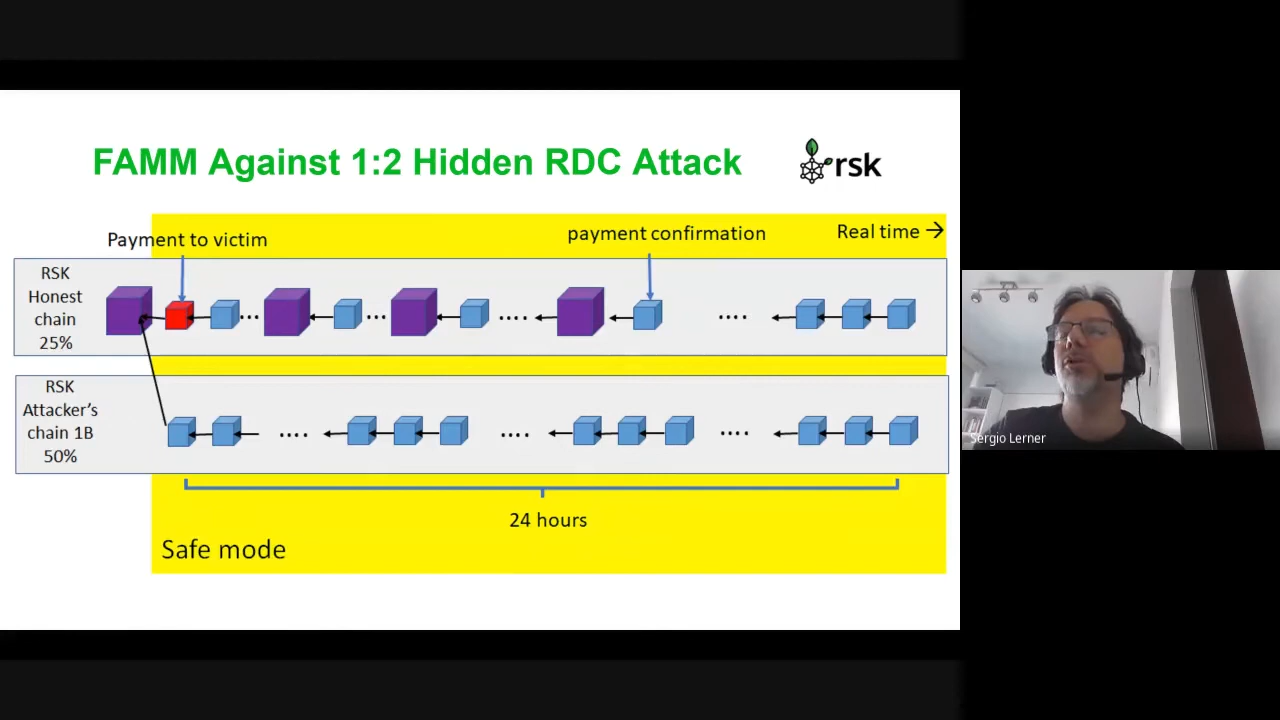 FAMM Against 1:2 Hidden RDC Attack
rsk
Payment to victim
payment confirmation
Real time →
RSK
Honest
chain
25%
....
....
....
RSK
Attacker's
chain 1B
50%
....
....
....
24 hours
Safe mode
Sergio Lerner